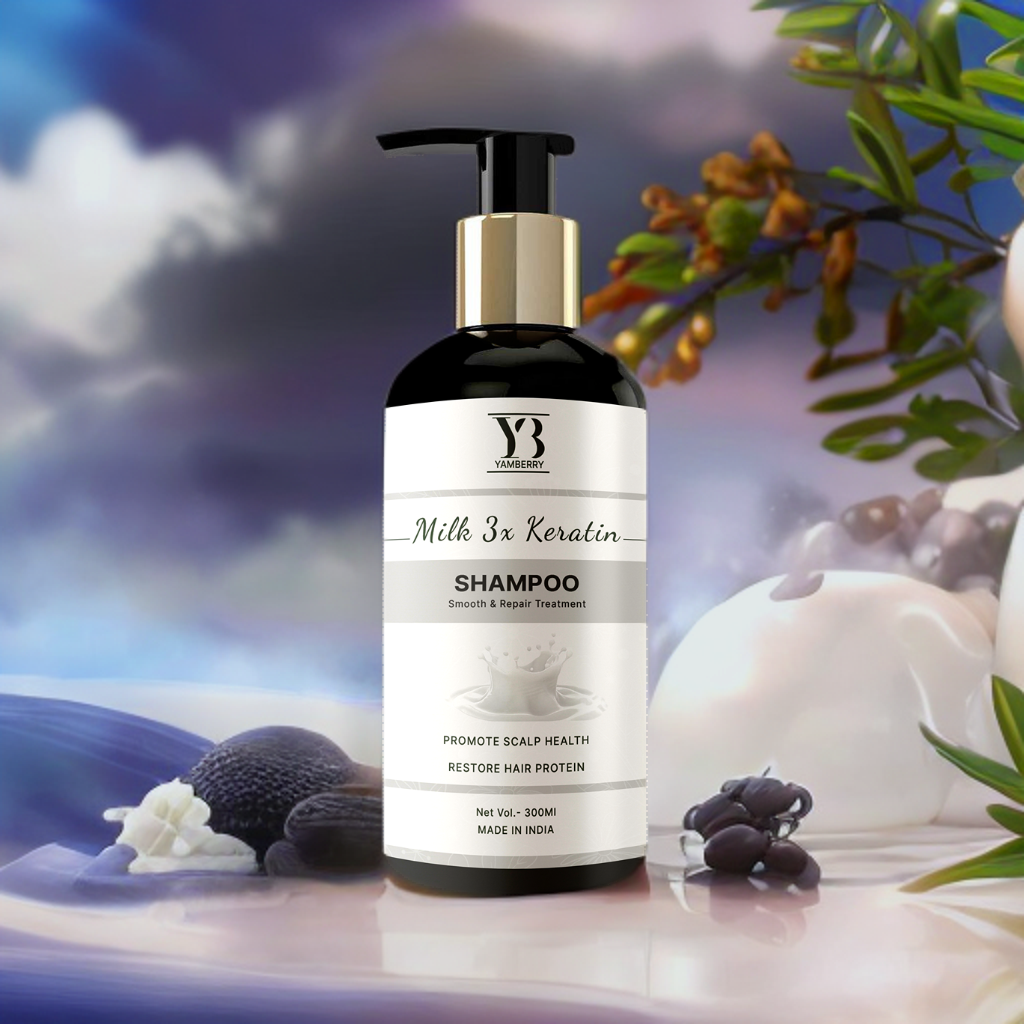 YB
YAMBERRY
Milk 3x Keratin
SHAMPOO
Smooth & Repair Treatment
PROMOTE SCALP HEALTH
RESTORE HAIR PROTEIN
Net Vol.- 300Ml
MADE IN INDIA